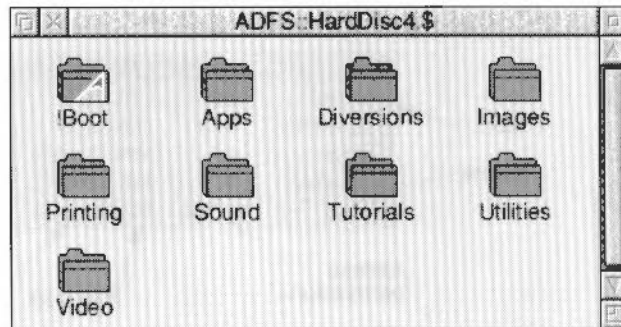 ADFS::HardDisc4.$
!Boot Apps Diversions Images
Printing Sound Tutorials Utilities
Video